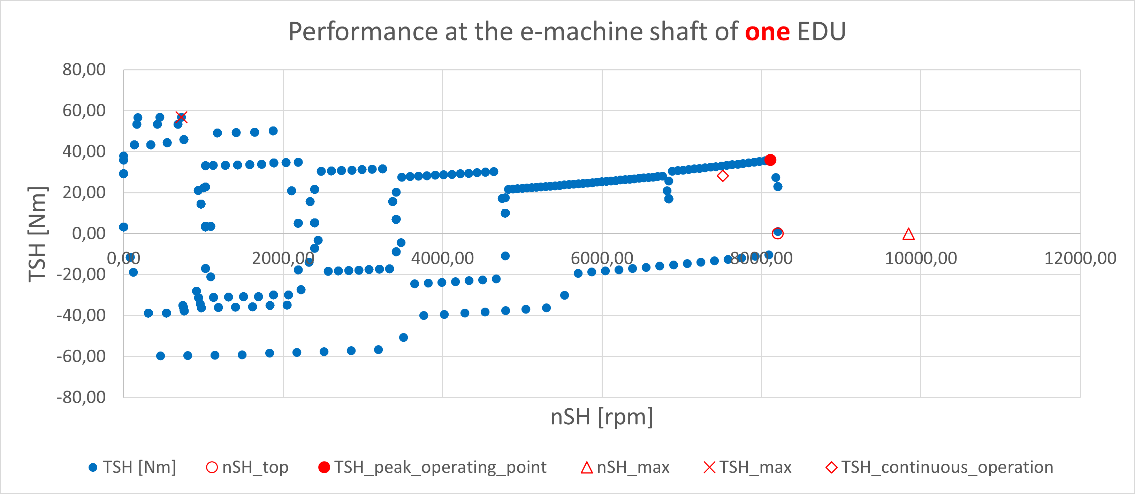 Performance at the e-machine shaft of one EDU
80,00
60,00
40,00
20,00
0,00
-20,00
-40,00
-60,00
-80,00
TSH [Nm]
0,00 2000,00 4000,00 6000,00 8000,00 10000,00 12000,00
nSH [rpm]
TSH [Nm] nSH_top TSH_peak_operating_point nSH_max TSH_max TSH_continuous_operation